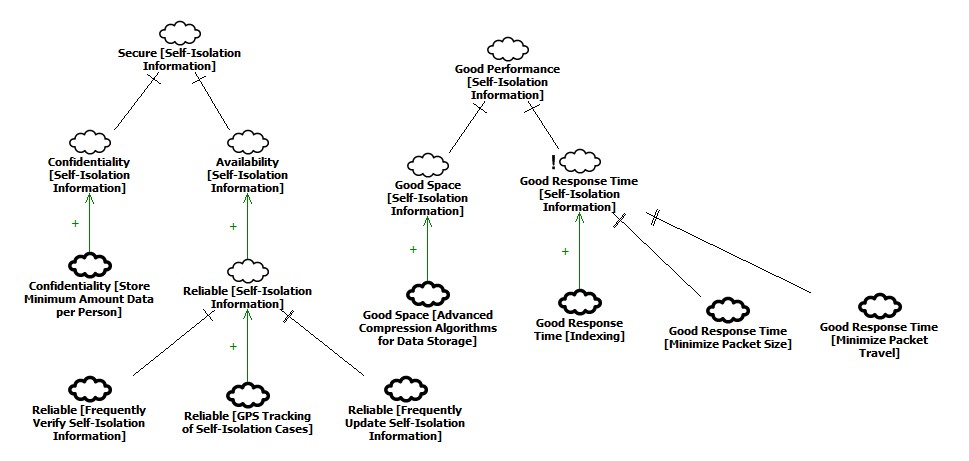 Secure [Self-Isolation
Information]
Good Performance
[Self-Isolation
Information]
Confidentiality
[Self-Isolation
Information]
Availability
[Self-Isolation
Information]
Good Space
[Self-Isolation
Information]
!
Good Response Time
[Self-Isolation
Information]
+
+
+
+
Confidentiality [Store
Minimum Amount Data
per Person]
Reliable [Self-Isolation
Information]
Good Space [Advanced
Compression Algorithms
for Data Storage]
Good Response
Time [Indexing]
Good Response Time
[Minimize Packet Size]
Good Response Time
[Minimize Packet
Travel]
+
Reliable [Frequently
Verify Self-Isolation
Information]
Reliable [GPS Tracking
of Self-Isolation Cases]
Reliable [Frequently
Update Self-Isolation
Information]